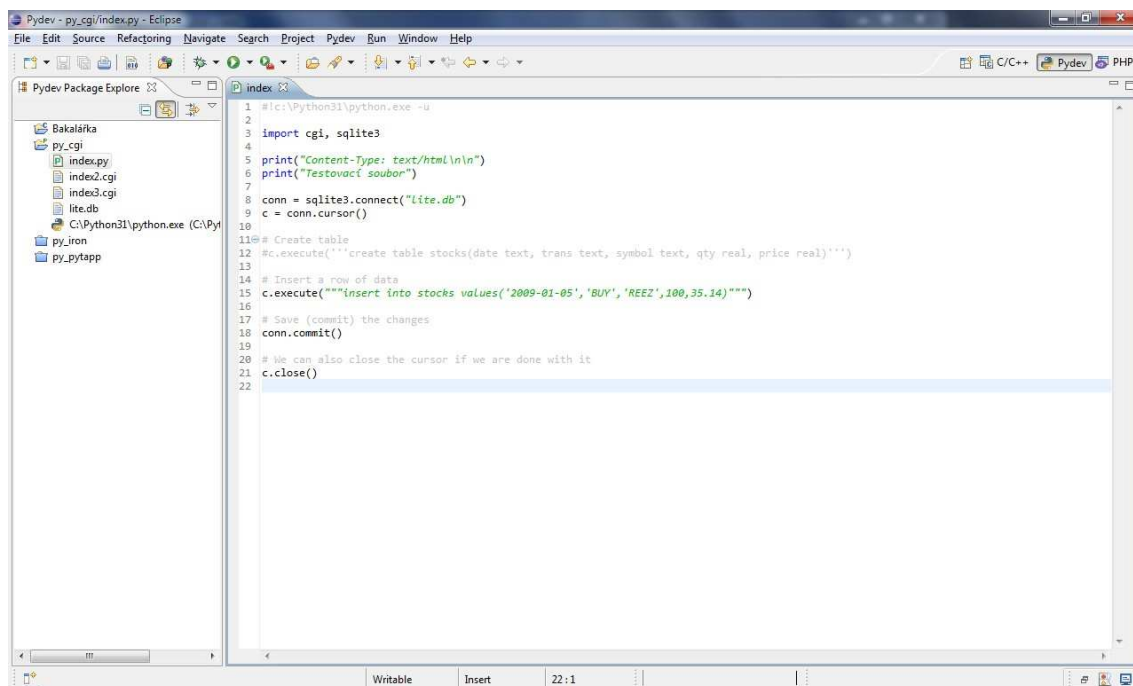 Pydev - py_cgi/index.py - Eclipse
File Edit Source Refactoring Navigate Search Project Pydev Run Window Help
C/C++ Pydev PHP
Pydev Package Explore
Bakalářka
py_cgi
index.py
index2.cgi
index3.cgi
lite.db
C:\Python31\python.exe (C:\Pyt
py_iron
py_pytapp
index
1 #!c:\Python31\python.exe -u
2
3 import cgi, sqlite3
4
5 print("Content-Type: text/html\n\n")
6 print("Testovací soubor")
7
8 conn = sqlite3.connect("lite.db")
9 c = conn.cursor()
10
11 # Create table
12 #c.execute('''create table stocks(date text, trans text, symbol text, qty real, price real)''')
13
14 # Insert a row of data
15 c.execute("""insert into stocks values('2009-01-05','BUY','REEZ',100,35.14)""")
16
17 # Save (commit) the changes
18 conn.commit()
19
20 # We can also close the cursor if we are done with it
21 c.close()
22
Writable Insert 22:1